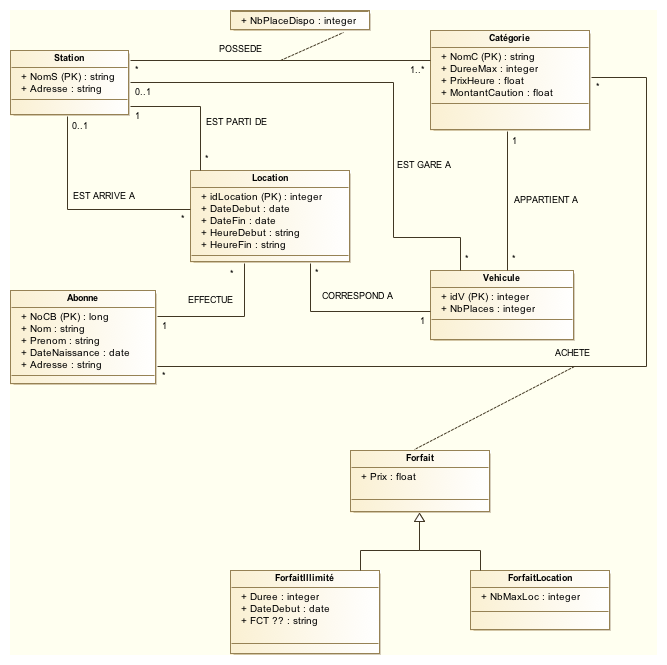 + NbPlaceDispo : integer
POSSEDE
*
1..*
Station
+ NomS (PK) : string
+ Adresse : string
Catégorie
+ NomC (PK) : string
+ DureeMax : integer
+ PrixHeure : float
+ MontantCaution : float
*
0..1
1
0..1
EST PARTI DE
*
EST GARE A
*
1
APPARTIENT A
*
EST ARRIVE A
*
Location
+ idLocation (PK) : integer
+ DateDebut : date
+ DateFin : date
+ HeureDebut : string
+ HeureFin : string
*
*
EFFECTUE
1
CORRESPOND A
1
Vehicule
+ idV (PK) : integer
+ NbPlaces : integer
Abonne
+ NoCB (PK) : long
+ Nom : string
+ Prenom : string
+ DateNaissance : date
+ Adresse : string
*
ACHETE
Forfait
+ Prix : float
ForfaitIllimité
+ Duree : integer
+ DateDebut : date
+ FCT ?? : string
ForfaitLocation
+ NbMaxLoc : integer